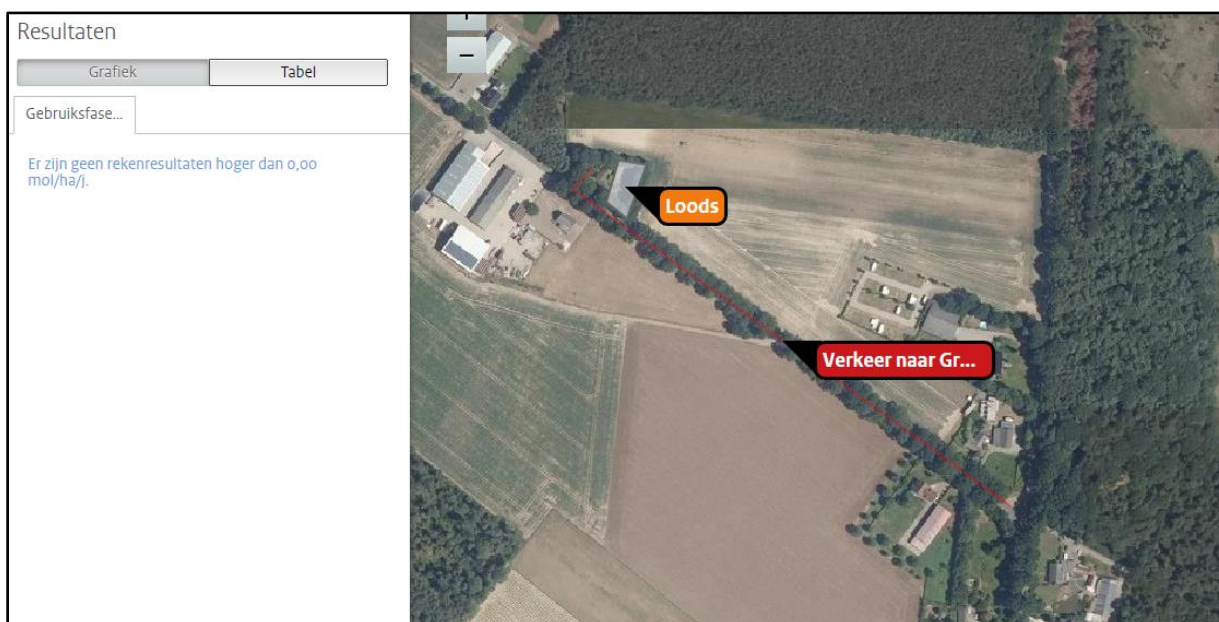 Resultaten
Grafiek
Tabel
Gebruiksfase...
Er zijn geen rekenresultaten hoger dan 0,00
mol/ha/j.
+
−
Loods
Verkeer naar Gr...